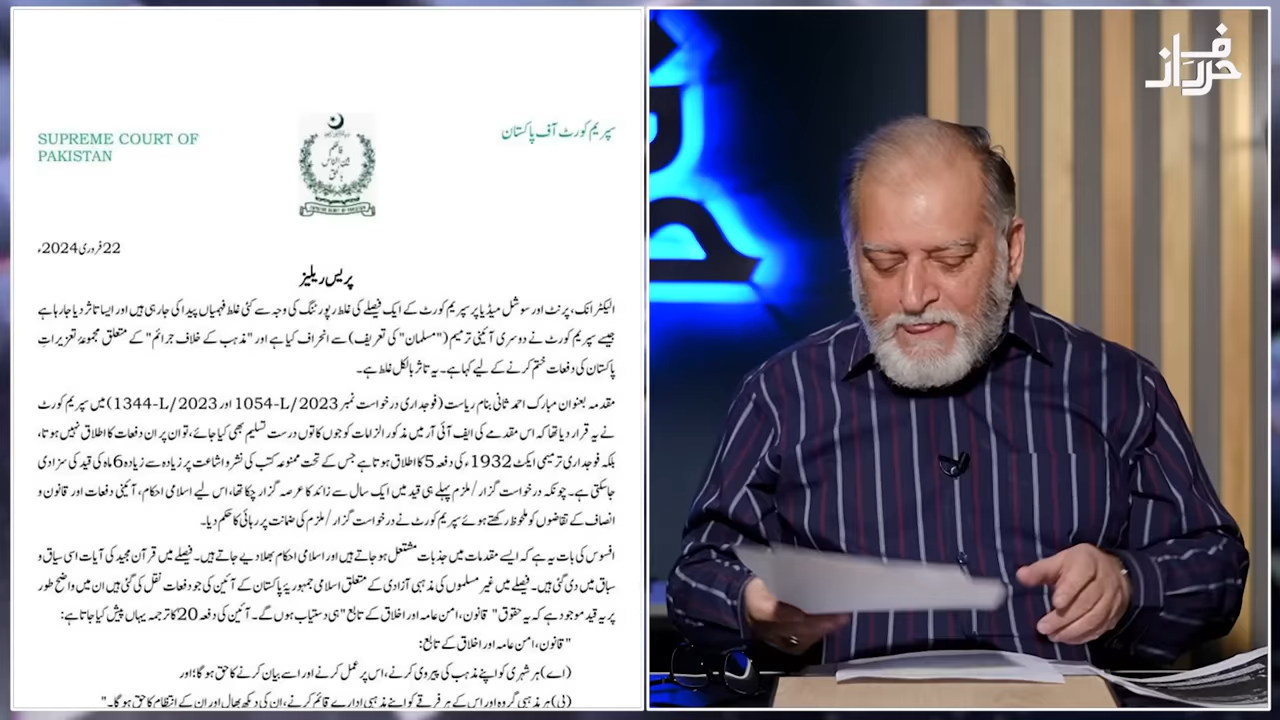 SUPREME COURT OF
PAKISTAN
سپریم کورٹ آف پاکستان
22 فروری 2024ء
پریس ریلیز
الیکٹرانک، پرنٹ اور سوشل میڈیا پر سپریم کورٹ کے ایک فیصلے کی غلط رپورٹنگ کی وجہ سے کئی غلط فہمیاں پیدا کی جا رہی ہیں اور ایسا تاثر دیا جا رہا ہے
جیسے سپریم کورٹ نے دوسری آئینی ترمیم ("مسلمان" کی تعریف) سے انحراف کیا ہے اور "مذہب کے خلاف جرائم" کے متعلق مجموعۂ تعزیراتِ
پاکستان کی دفعات ختم کرنے کے لیے کہا ہے۔ یہ تاثر بالکل غلط ہے۔
مقدمہ بعنوان مبارک احمد ثانی بنام ریاست (فوجداری درخواست نمبر 1054-L/2023 اور 1344-L/2023) میں سپریم کورٹ
نے یہ قرار دیا تھا کہ اس مقدمے کی ایف آئی آر میں مذکور الزامات کو جوں کا توں درست تسلیم بھی کیا جائے، تو ان پر ان دفعات کا اطلاق نہیں ہوتا،
بلکہ فوجداری ترمیمی ایکٹ 1932ء کی دفعہ 5 کا اطلاق ہوتا ہے جس کے تحت ممنوعہ کتب کی نشر و اشاعت پر زیادہ سے زیادہ 6 ماہ کی قید کی سزا دی
جا سکتی ہے۔ چونکہ درخواست گزار/ملزم پہلے ہی قید میں ایک سال سے زائد کا عرصہ گزار چکا تھا، اس لیے اسلامی احکام، آئینی دفعات اور قانون و
انصاف کے تقاضوں کو ملحوظ رکھتے ہوئے سپریم کورٹ نے درخواست گزار/ملزم کی ضمانت پر رہائی کا حکم دیا۔
افسوس کی بات یہ ہے کہ ایسے مقدمات میں جذبات مشتعل ہو جاتے ہیں اور اسلامی احکام بھلا دیے جاتے ہیں۔ فیصلے میں قرآن مجید کی آیات اسی سیاق و
سباق میں دی گئی ہیں۔ فیصلے میں غیر مسلموں کی مذہبی آزادی کے متعلق اسلامی جمہوریۂ پاکستان کے آئین کی جو دفعات نقل کی گئی ہیں ان میں واضح طور
پر یہ قید موجود ہے کہ یہ حقوق "قانون، امن عامہ اور اخلاق کے تابع" ہی دستیاب ہوں گے۔ آئین کی دفعہ 20 کا ترجمہ یہاں پیش کیا جاتا ہے:
"قانون، امن عامہ اور اخلاق کے تابع:
(اے) ہر شہری کو اپنے مذہب کی پیروی کرنے، اس پر عمل کرنے اور اسے بیان کرنے کا حق ہو گا؛ اور
(بی) ہر مذہبی گروہ اور اس کے ہر فرقے کو اپنے مذہبی ادارے قائم کرنے، ان کی دیکھ بھال اور ان کے انتظام کا حق ہو گا۔"
حرف راز